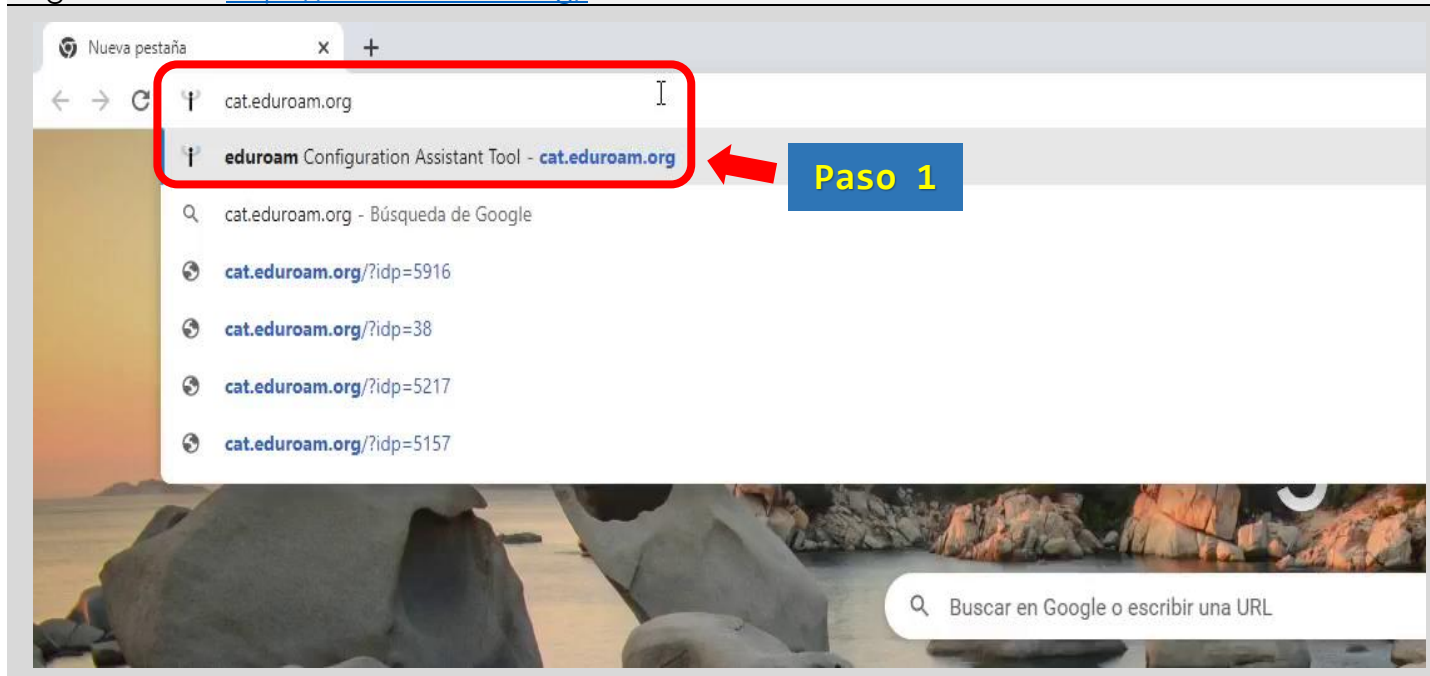 Nueva pestaña
cat.eduroam.org
eduroam Configuration Assistant Tool - cat.eduroam.org
Paso 1
cat.eduroam.org - Búsqueda de Google
cat.eduroam.org/?idp=5916
cat.eduroam.org/?idp=38
cat.eduroam.org/?idp=5217
cat.eduroam.org/?idp=5157
Buscar en Google o escribir una URL